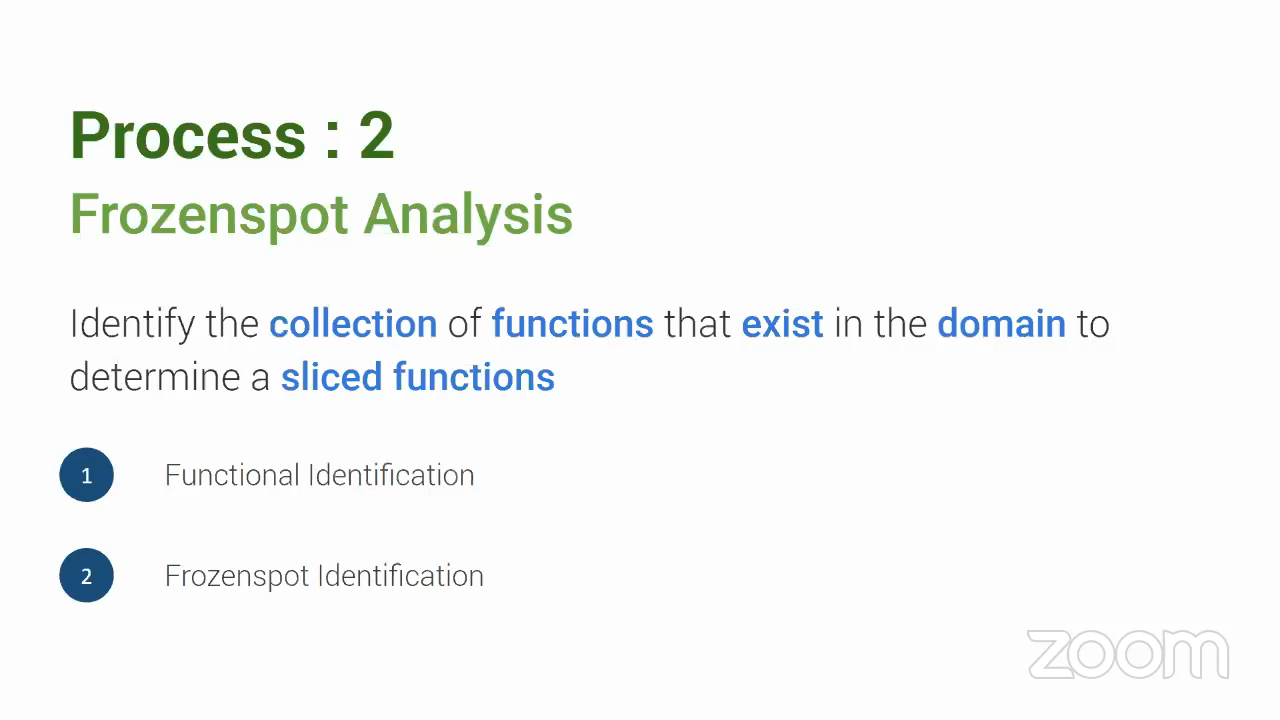 Process : 2
Frozenspot Analysis
Identify the collection of functions that exist in the domain to
determine a sliced functions
1 Functional Identification
2 Frozenspot Identification
zoom